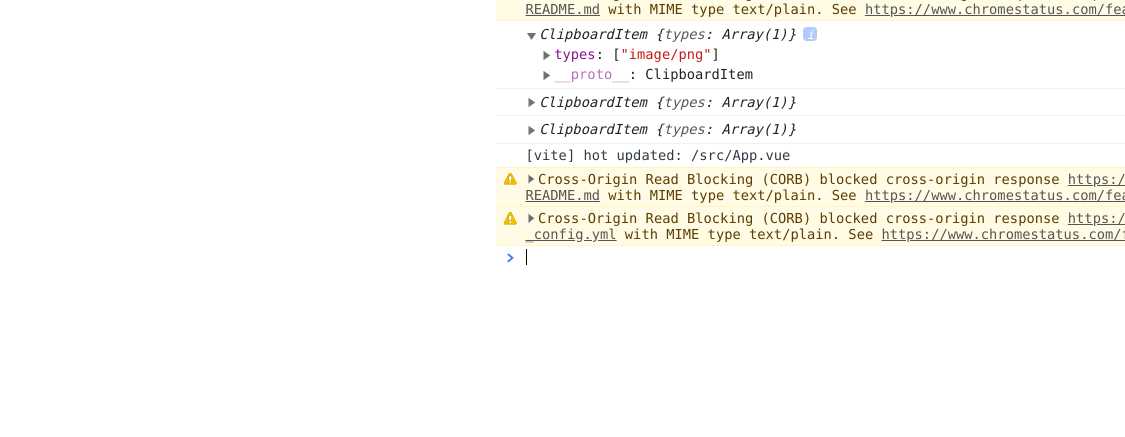 README.md with MIME type text/plain. See https://www.chromestatus.com/fea
ClipboardItem {types: Array(1)} i
types: ["image/png"]
__proto__: ClipboardItem
ClipboardItem {types: Array(1)}
ClipboardItem {types: Array(1)}
[vite] hot updated: /src/App.vue
Cross-Origin Read Blocking (CORB) blocked cross-origin response https:/
README.md with MIME type text/plain. See https://www.chromestatus.com/fea
Cross-Origin Read Blocking (CORB) blocked cross-origin response https:/
_config.yml with MIME type text/plain. See https://www.chromestatus.com/f